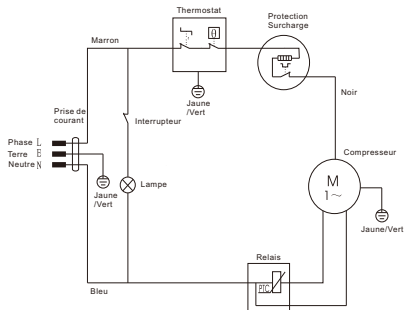 Thermostat
Protection
Surcharge
Marron
θ
Jaune
/Vert
Noir
Prise de
courant
Interrupteur
Phase L
Terre E
Neutre N
Compresseur
M
1~
Lampe
Jaune
/Vert
Jaune/Vert
Relais
PTC
Bleu